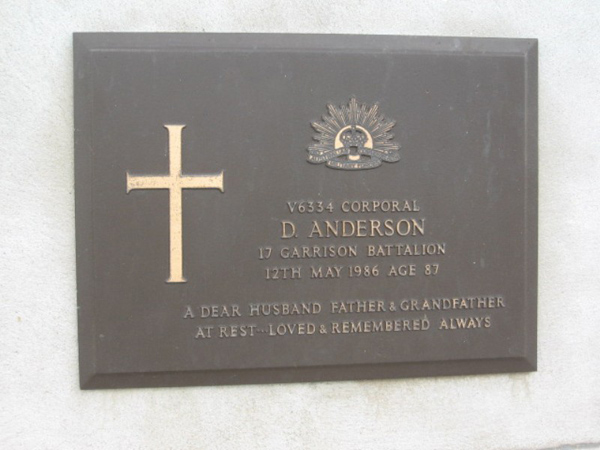 V6334 CORPORAL
D. ANDERSON
17 GARRISON BATTALION
12TH MAY 1986 AGE 87
A DEAR HUSBAND FATHER & GRANDFATHER
AT REST...LOVED & REMEMBERED ALWAYS